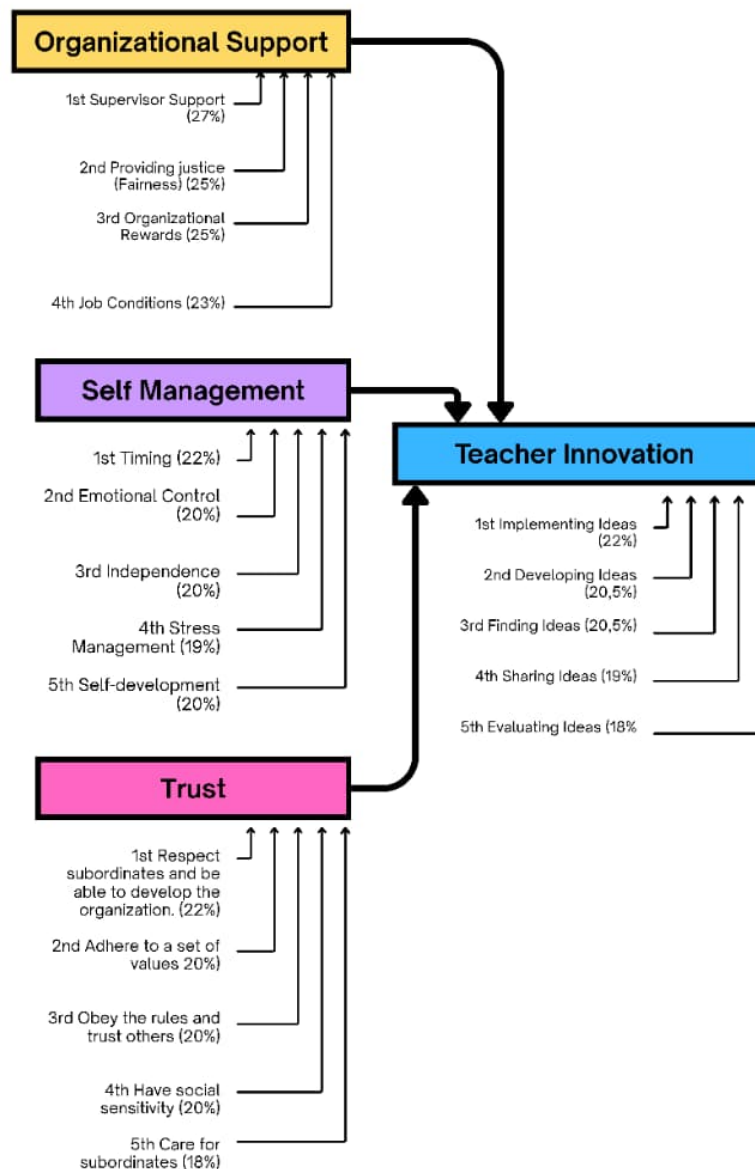 Organizational Support
1st Supervisor Support
(27%)
2nd Providing justice
(Fairness) (25%)
3rd Organizational
Rewards (25%)
4th Job Conditions (23%)
Self Management
1st Timing (22%)
2nd Emotional Control
(20%)
3rd Independence
(20%)
4th Stress
Management (19%)
5th Self-development
(20%)
Teacher Innovation
1st Implementing Ideas
(22%)
2nd Developing Ideas
(20,5%)
3rd Finding Ideas (20,5%)
4th Sharing Ideas (19%)
5th Evaluating Ideas (18%
Trust
1st Respect
subordinates and be
able to develop the
organization. (22%)
2nd Adhere to a set of
values 20%)
3rd Obey the rules and
trust others (20%)
4th Have social
sensitivity (20%)
5th Care for
subordinates (18%)